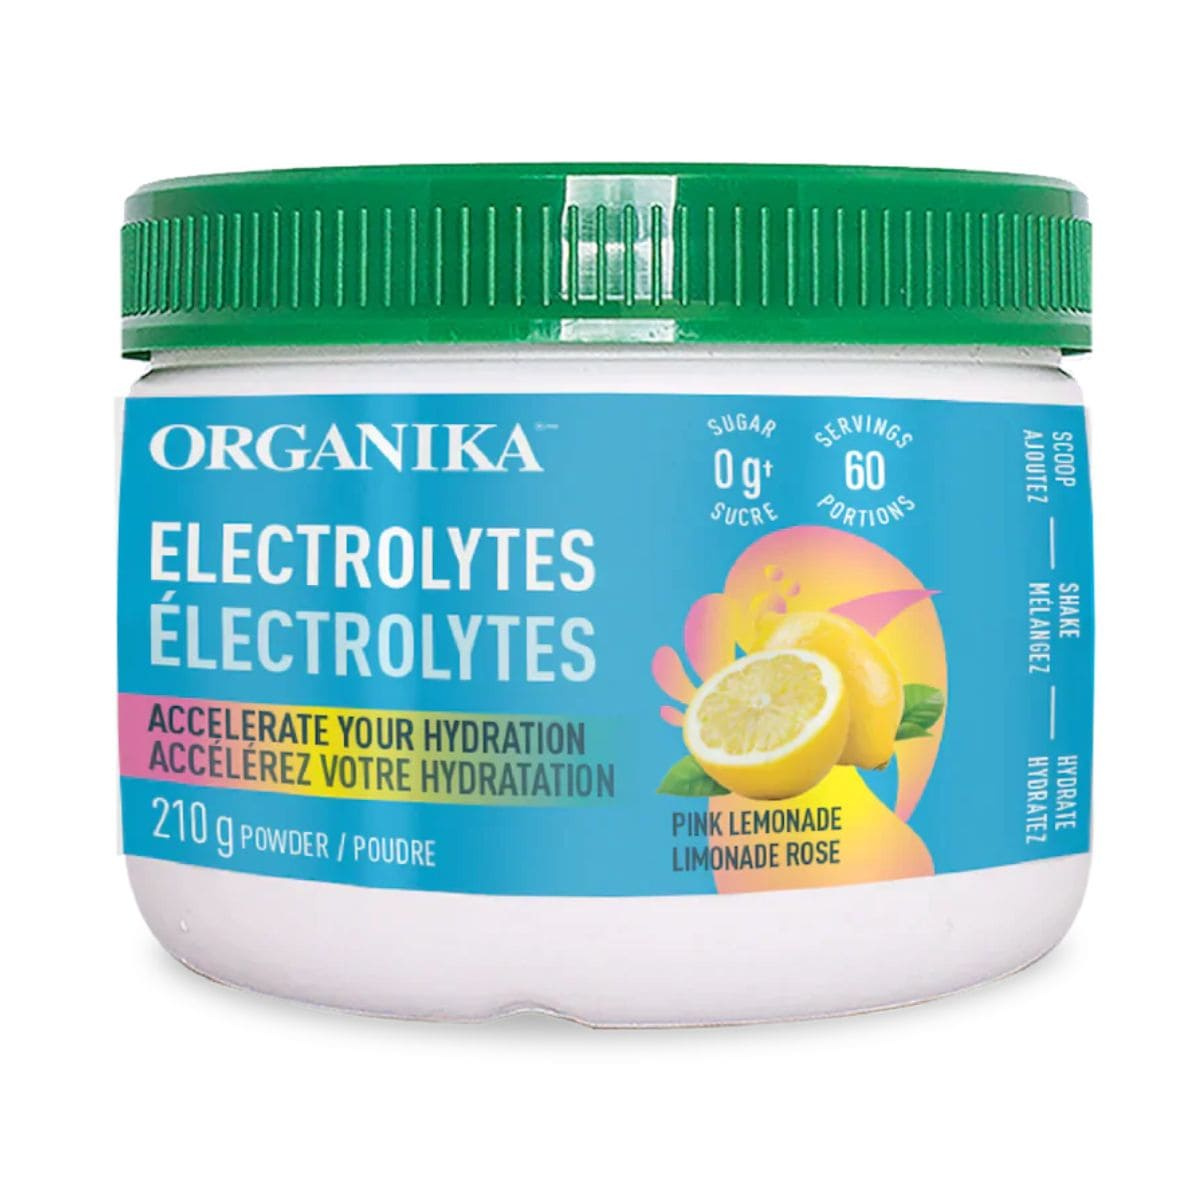 ORGANIKA
ELECTROLYTES
ÉLECTROLYTES
ACCELERATE YOUR HYDRATION
ACCÉLÉREZ VOTRE HYDRATATION
210 g POWDER / POUDRE
SUGAR
0 g†
SUCRE
SERVINGS
60
PORTIONS
PINK LEMONADE
LIMONADE ROSE
SCOOP
AJOUTEZ
SHAKE
MÉLANGEZ
HYDRATE
HYDRATEZ